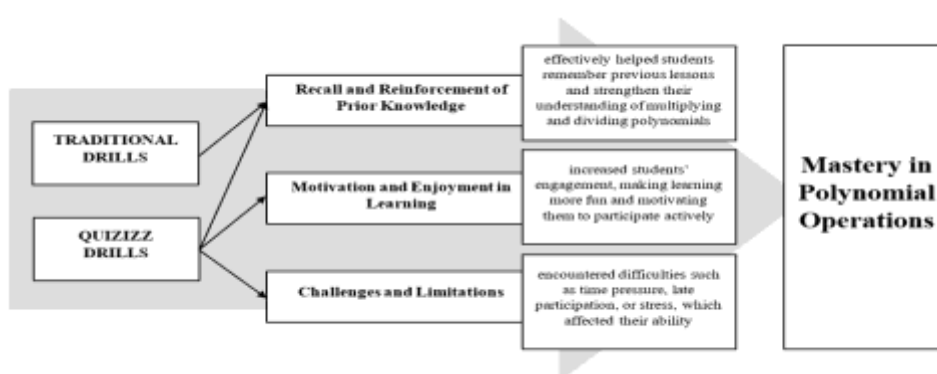 TRADITIONAL
DRILLS
QUIZIZZ
DRILLS
Recall and Reinforcement of
Prior Knowledge
Motivation and Enjoyment in
Learning
Challenges and Limitations
effectively helped students
remember previous lessons
and strengthen their
understanding of multiplying
and dividing polynomials
increased students'
engagement, making learning
more fun and motivating
them to participate actively
encountered difficulties such
as time pressure, late
participation, or stress, which
affected their ability
Mastery in
Polynomial
Operations